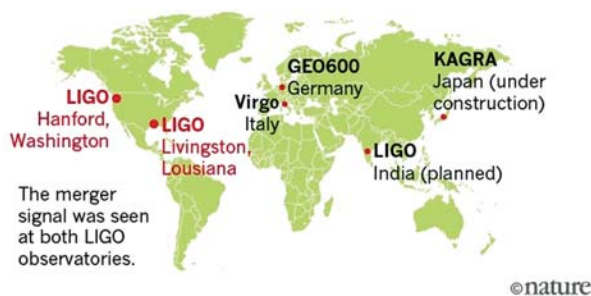 LIGO
Hanford,
Washington
LIGO
Livingston,
Lousiana
GEO600
Germany
Virgo
Italy
KAGRA
Japan (under
construction)
LIGO
India (planned)
The merger
signal was seen
at both LIGO
observatories.
©nature